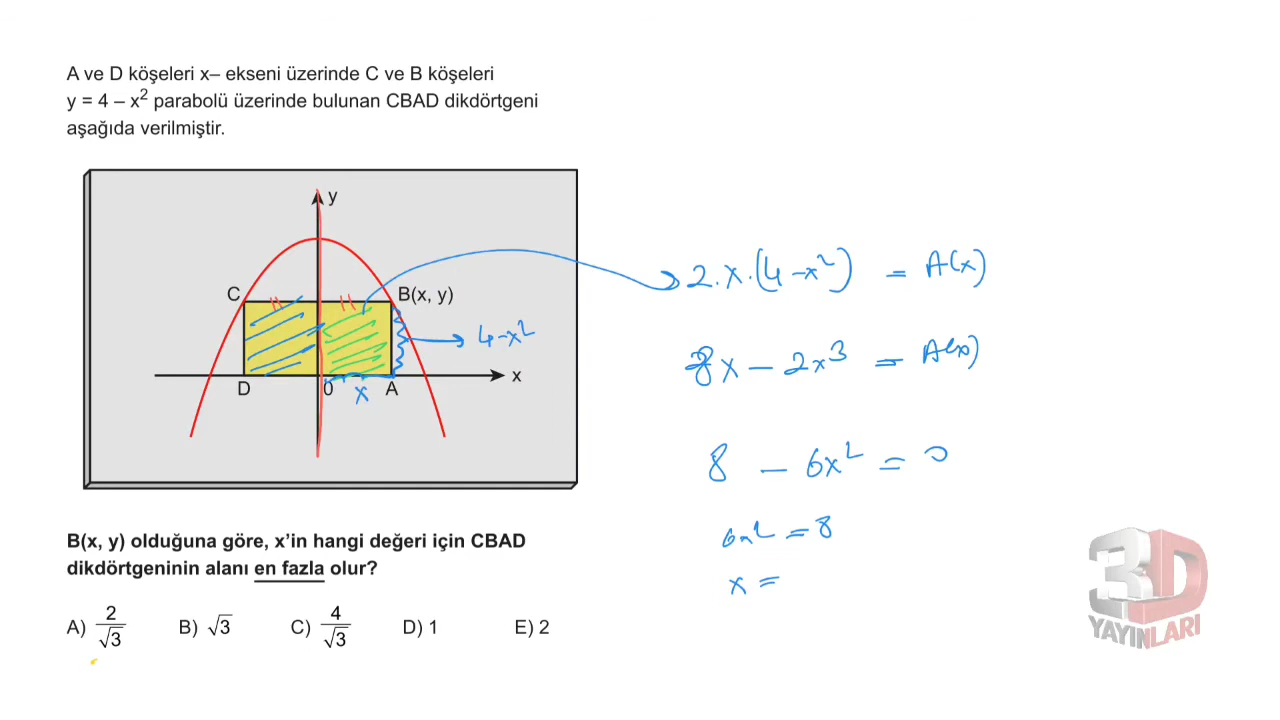 A ve D köşeleri x– ekseni üzerinde C ve B köşeleri
y = 4 – x² parabolü üzerinde bulunan CBAD dikdörtgeni
aşağıda verilmiştir.
y
C
B(x, y)
4-x²
D
0
x
A
x
2.x.(4-x²) = A(x)
8x - 2x³ = A(x)
8 - 6x² = 0
6x² = 8
x =
B(x, y) olduğuna göre, x'in hangi değeri için CBAD
dikdörtgeninin alanı en fazla olur?
A) 2/√3 B) √3 C) 4/√3 D) 1 E) 2
3D
YAYINLARI